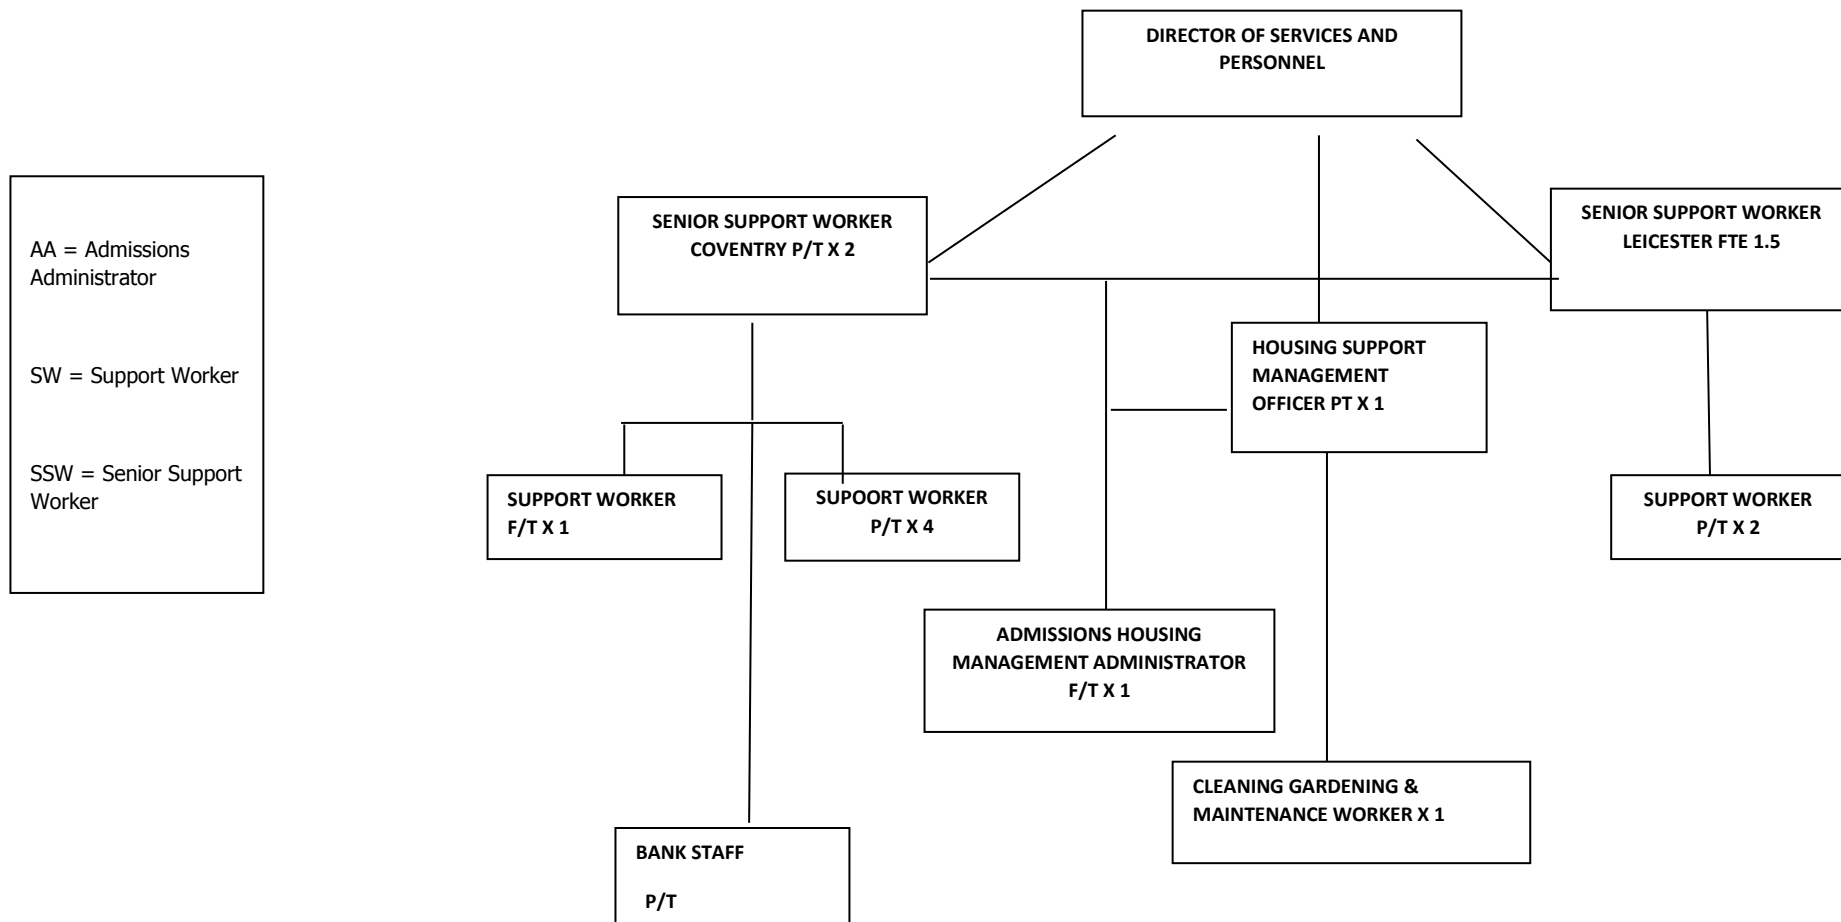 DIRECTOR OF SERVICES AND
PERSONNEL
AA = Admissions
Administrator
SW = Support Worker
SSW = Senior Support
Worker
SENIOR SUPPORT WORKER
COVENTRY P/T X 2
SENIOR SUPPORT WORKER
LEICESTER FTE 1.5
HOUSING SUPPORT
MANAGEMENT
OFFICER PT X 1
SUPPORT WORKER
F/T X 1
SUPOORT WORKER
P/T X 4
SUPPORT WORKER
P/T X 2
ADMISSIONS HOUSING
MANAGEMENT ADMINISTRATOR
F/T X 1
CLEANING GARDENING &
MAINTENANCE WORKER X 1
BANK STAFF
P/T